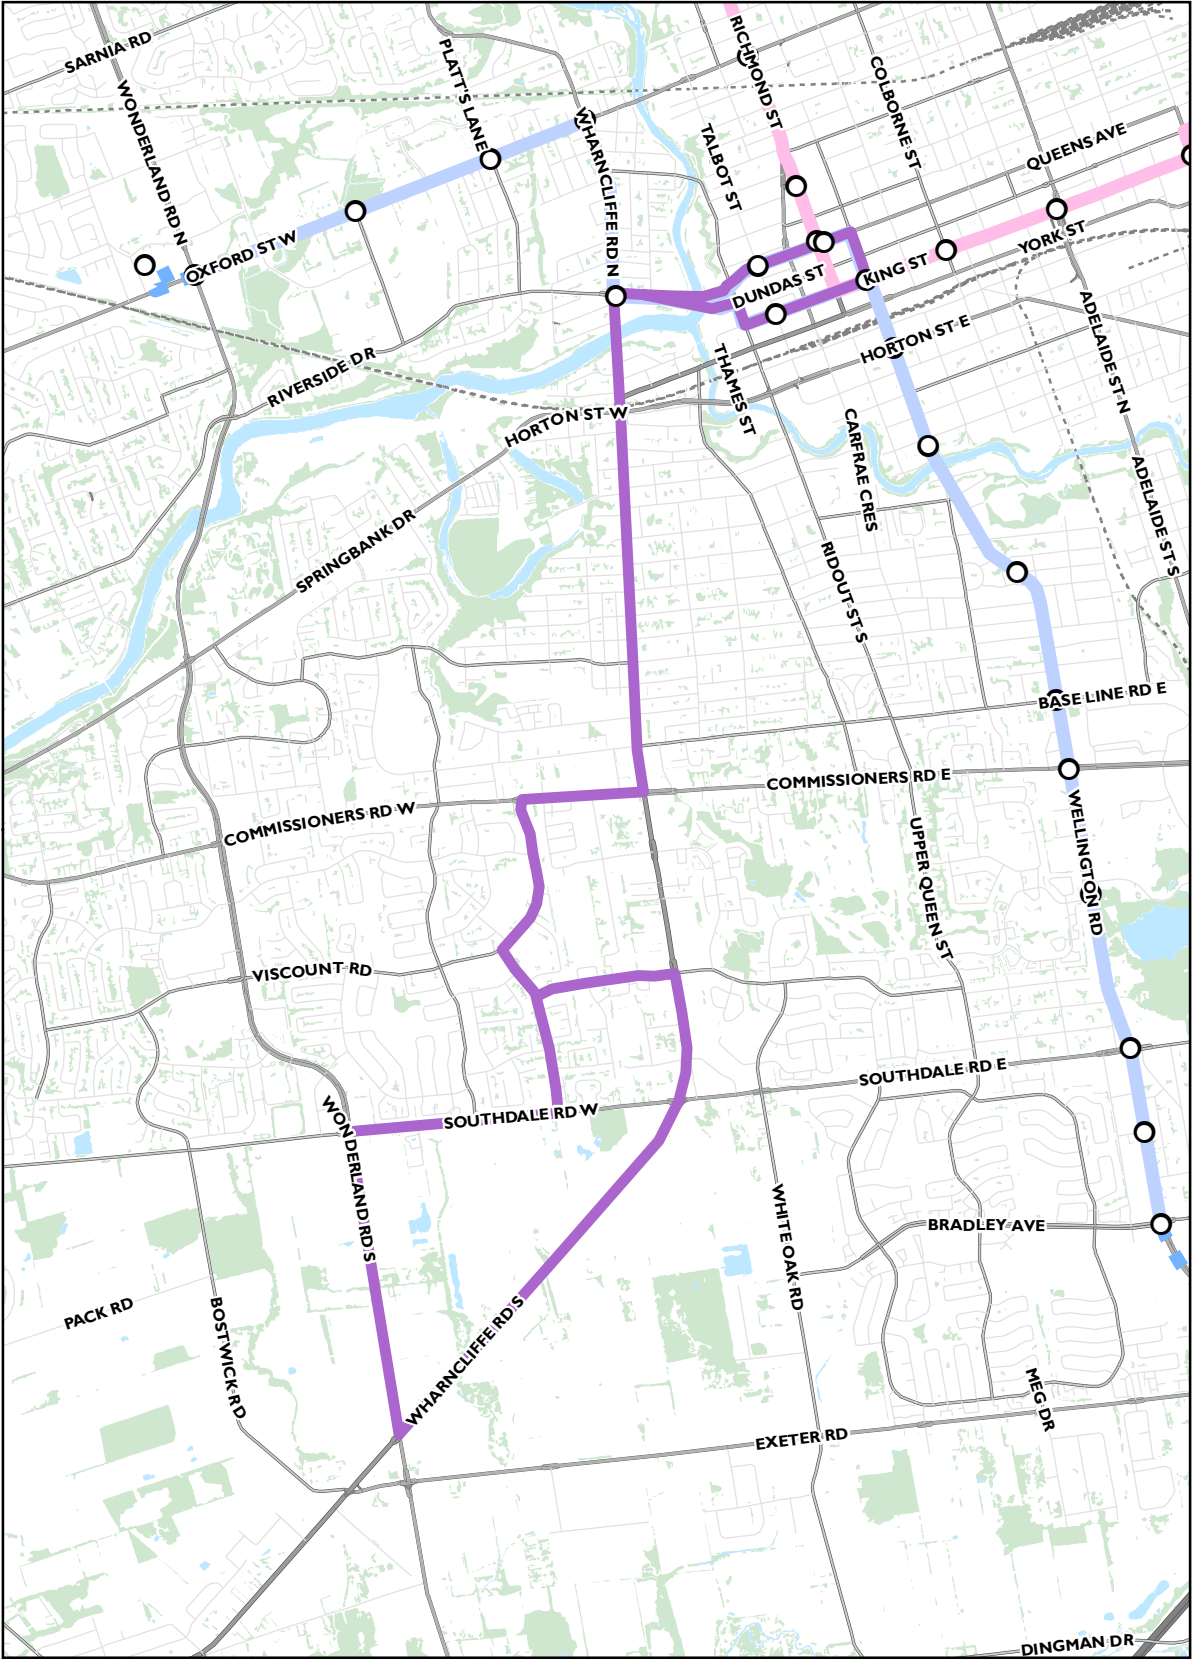 SARNIA RD
PLATT'S LANE
RICHMOND ST
COLBORNE ST
WONDERLAND RD N
WHARNCLIFFE RD N
TALBOT ST
QUEENS AVE
OXFORD ST W
YORK ST
KING ST
DUNDAS ST
HORTON ST E
ADELAIDE ST N
RIVERSIDE DR
THAMES ST
HORTON ST W
CARFRAE CRES
ADELAIDE ST S
SPRINGBANK DR
RIDOUT ST S
BASE LINE RD E
COMMISSIONERS RD E
COMMISSIONERS RD W
WELLINGTON RD
UPPER QUEEN ST
VISCOUNT RD
SOUTHDALE RD E
SOUTHDALE RD W
WONDERLAND RD S
WHITE OAK RD
BRADLEY AVE
PACK RD
BOSTWICK RD
WHARNCLIFFE RD S
MEG DR
EXETER RD
DINGMAN DR